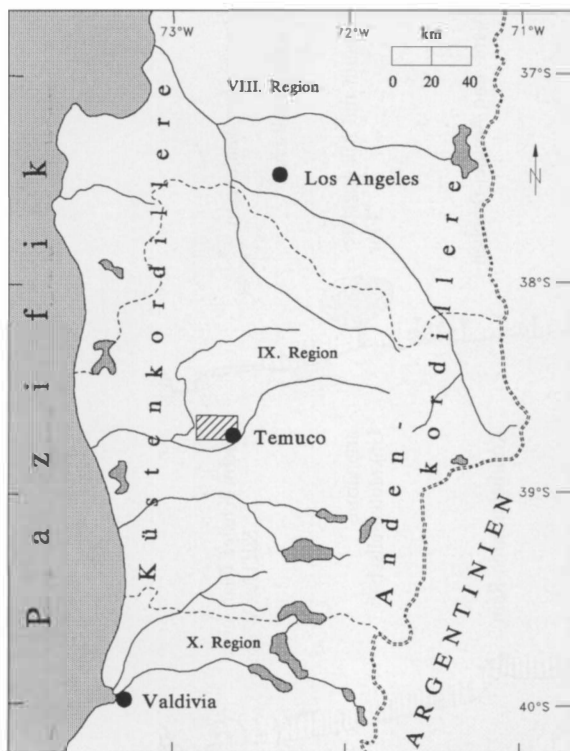 73°W
72°W
71°W
km
0 20 40
VIII. Region
37°S
Los Angeles
N
38°S
IX. Region
Temuco
39°S
X. Region
Valdivia
40°S
Pazifik
Küstenkordillere
Anden-
kordillere
ARGENTINIEN